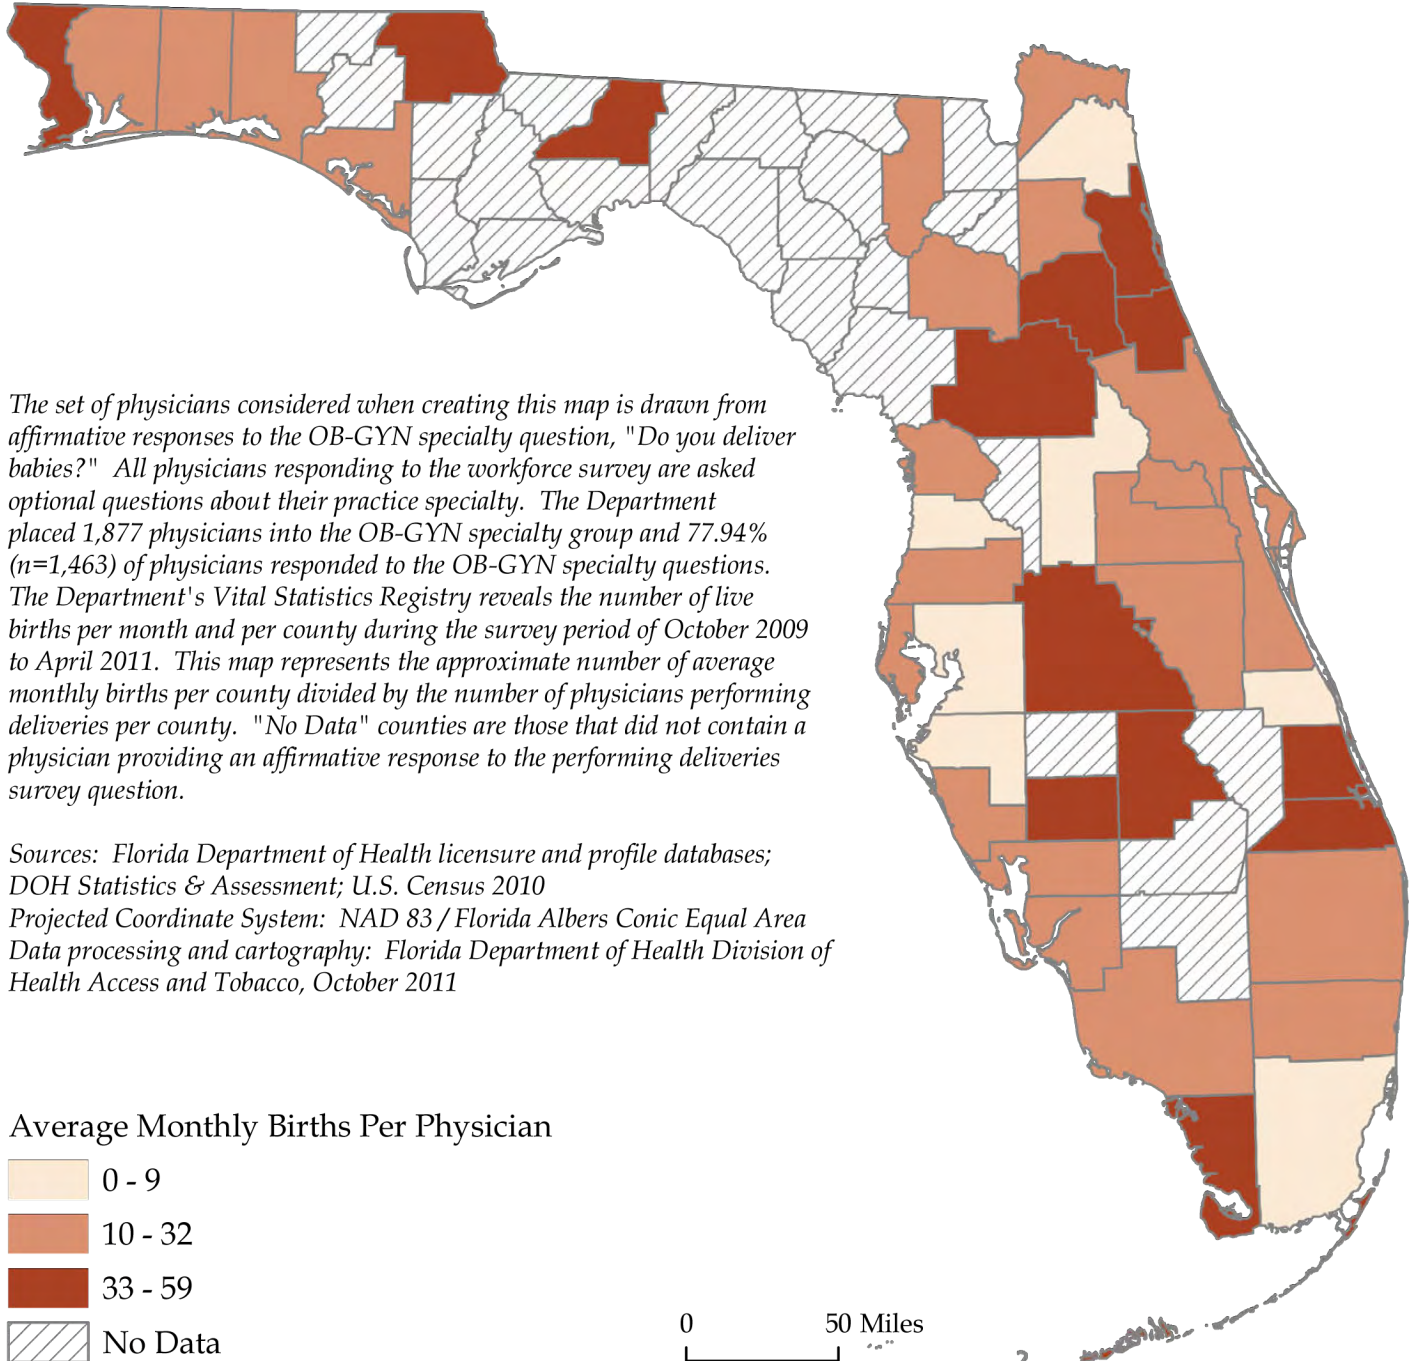 The set of physicians considered when creating this map is drawn from
affirmative responses to the OB-GYN specialty question, "Do you deliver
babies?"  All physicians responding to the workforce survey are asked
optional questions about their practice specialty.  The Department
placed 1,877 physicians into the OB-GYN specialty group and 77.94%
(n=1,463) of physicians responded to the OB-GYN specialty questions.
The Department's Vital Statistics Registry reveals the number of live
births per month and per county during the survey period of October 2009
to April 2011.  This map represents the approximate number of average
monthly births per county divided by the number of physicians performing
deliveries per county.  "No Data" counties are those that did not contain a
physician providing an affirmative response to the performing deliveries
survey question.
Sources:  Florida Department of Health licensure and profile databases;
DOH Statistics & Assessment; U.S. Census 2010
Projected Coordinate System:  NAD 83 / Florida Albers Conic Equal Area
Data processing and cartography:  Florida Department of Health Division of
Health Access and Tobacco, October 2011
Average Monthly Births Per Physician
0 - 9
10 - 32
33 - 59
No Data
0 50 Miles